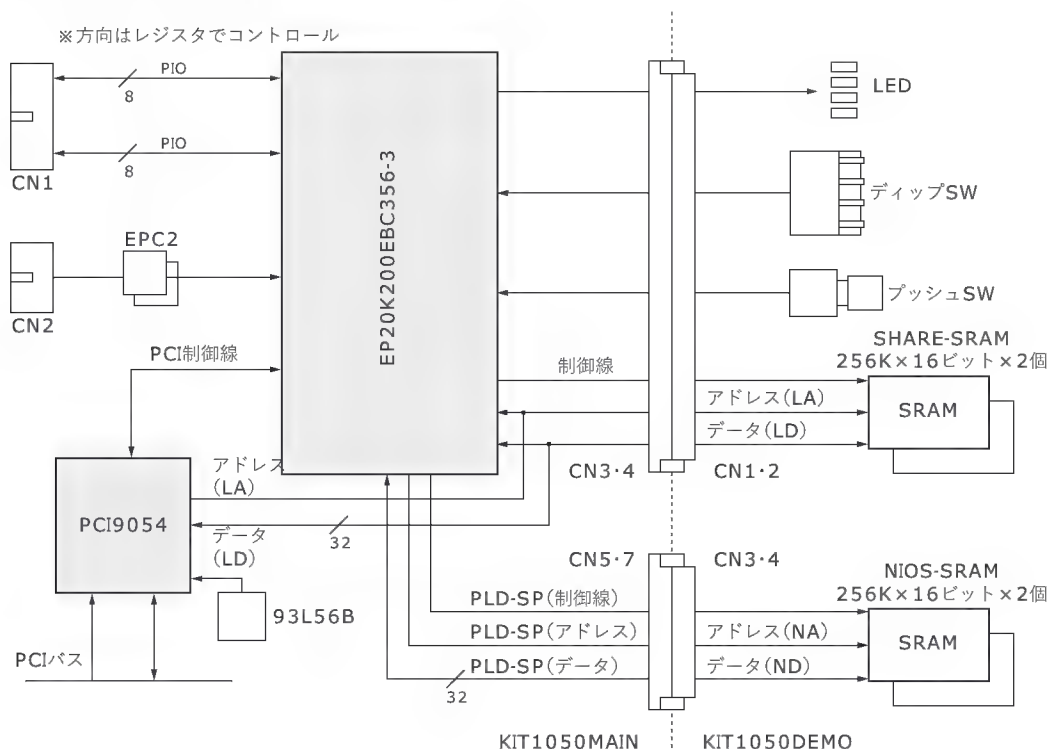 ※方向はレジスタでコントロール
PIO
8
PIO
8
CN1
EPC2
CN2
EP20K200EBC356-3
PCI制御線
アドレス
(LA)
データ
(LD)
32
PCI9054
93L56B
PCIバス
LED
ディップSW
プッシュSW
SHARE-SRAM
256K×16ビット×2個
制御線
アドレス(LA)
データ(LD)
SRAM
CN3・4
CN1・2
CN5・7
CN3・4
NIOS-SRAM
256K×16ビット×2個
PLD-SP(制御線)
PLD-SP(アドレス)
アドレス(NA)
PLD-SP(データ)
データ(ND)
32
SRAM
KIT1050MAIN
KIT1050DEMO